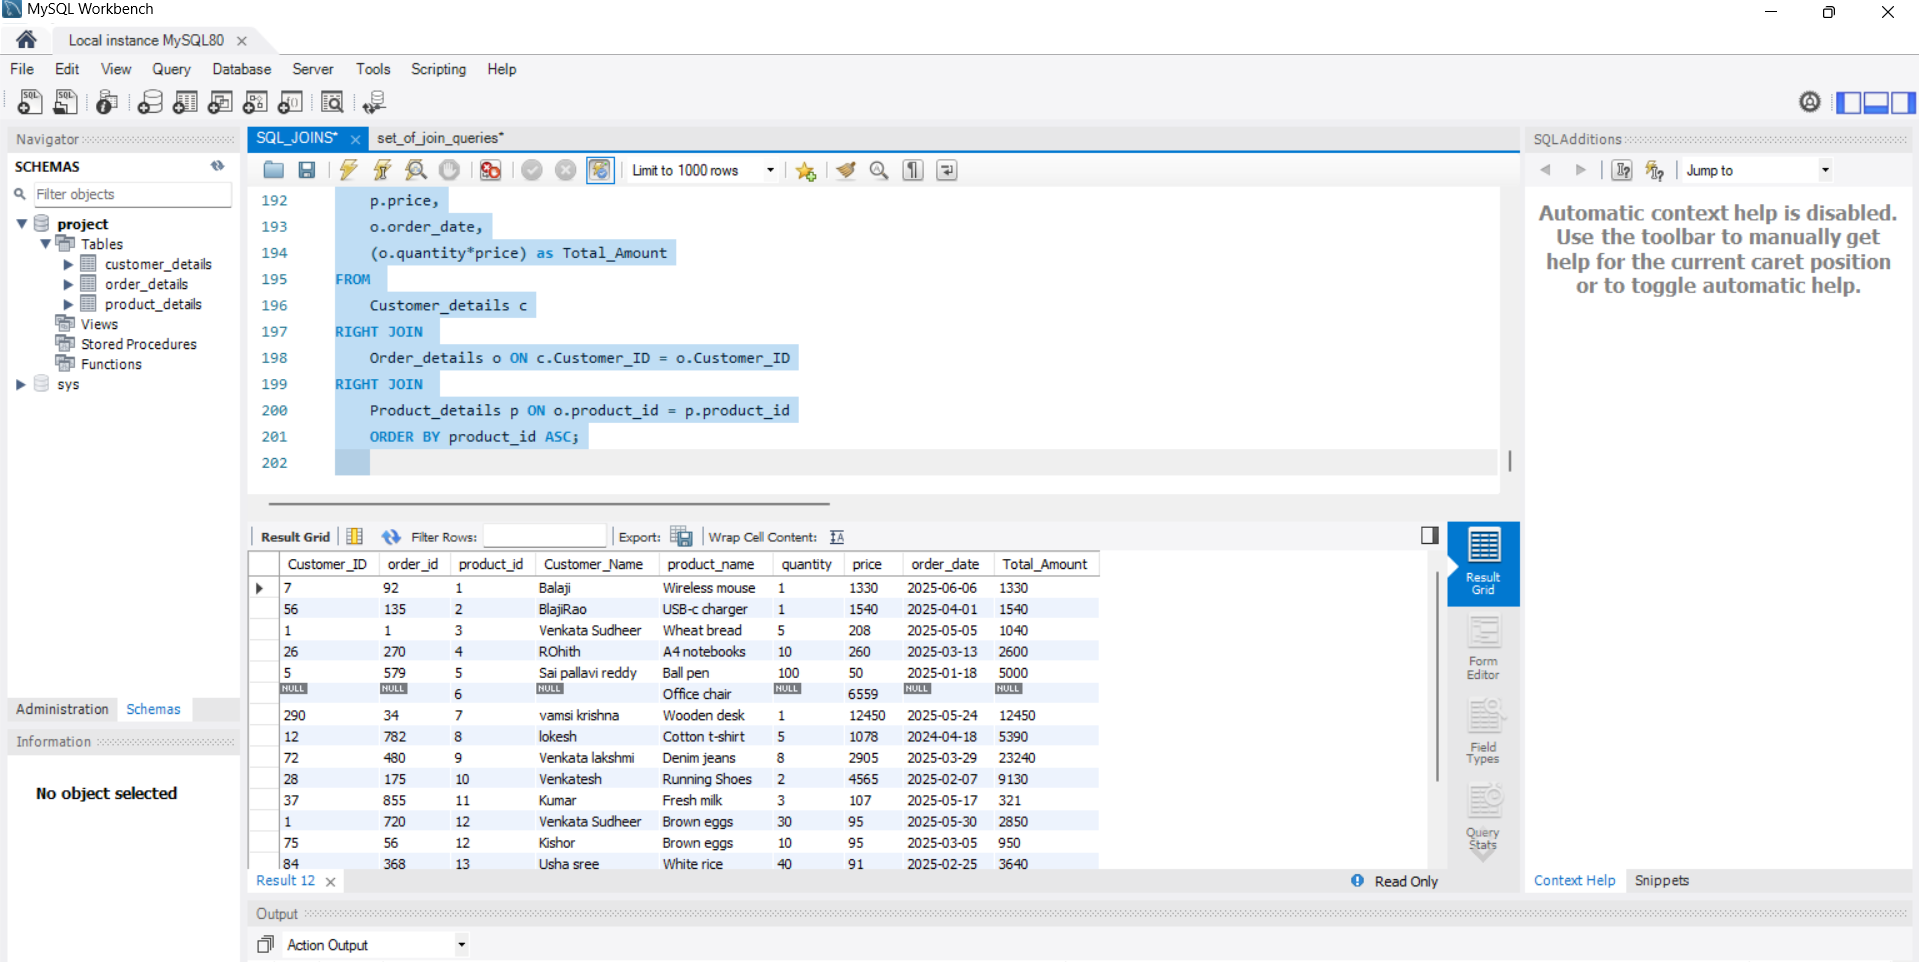 MySQL Workbench
Local instance MySQL80
File Edit View Query Database Server Tools Scripting Help
Navigator
SCHEMAS
Filter objects
project
Tables
customer_details
order_details
product_details
Views
Stored Procedures
Functions
sys
Administration Schemas
Information
No object selected
SQL_JOINS* set_of_join_queries*
Limit to 1000 rows
192 p.price,
193 o.order_date,
194 (o.quantity*price) as Total_Amount
195 FROM
196 Customer_details c
197 RIGHT JOIN
198 Order_details o ON c.Customer_ID = o.Customer_ID
199 RIGHT JOIN
200 Product_details p ON o.product_id = p.product_id
201 ORDER BY product_id ASC;
202
Result Grid Filter Rows: Export: Wrap Cell Content:
Customer_ID order_id product_id Customer_Name product_name quantity price order_date Total_Amount
7 92 1 Balaji Wireless mouse 1 1330 2025-06-06 1330
56 135 2 BlajiRao USB-c charger 1 1540 2025-04-01 1540
1 1 3 Venkata Sudheer Wheat bread 5 208 2025-05-05 1040
26 270 4 ROhith A4 notebooks 10 260 2025-03-13 2600
5 579 5 Sai pallavi reddy Ball pen 100 50 2025-01-18 5000
NULL NULL 6 NULL Office chair NULL 6559 NULL NULL
290 34 7 vamsi krishna Wooden desk 1 12450 2025-05-24 12450
12 782 8 lokesh Cotton t-shirt 5 1078 2024-04-18 5390
72 480 9 Venkata lakshmi Denim jeans 8 2905 2025-03-29 23240
28 175 10 Venkatesh Running Shoes 2 4565 2025-02-07 9130
37 855 11 Kumar Fresh milk 3 107 2025-05-17 321
1 720 12 Venkata Sudheer Brown eggs 30 95 2025-05-30 2850
75 56 12 Kishor Brown eggs 10 95 2025-03-05 950
84 368 13 Usha sree White rice 40 91 2025-02-25 3640
Result 12
Read Only
Result
Grid
Form
Editor
Field
Types
Query
Stats
Output
Action Output
SQLAdditions
Jump to
Automatic context help is disabled.
Use the toolbar to manually get
help for the current caret position
or to toggle automatic help.
Context Help Snippets